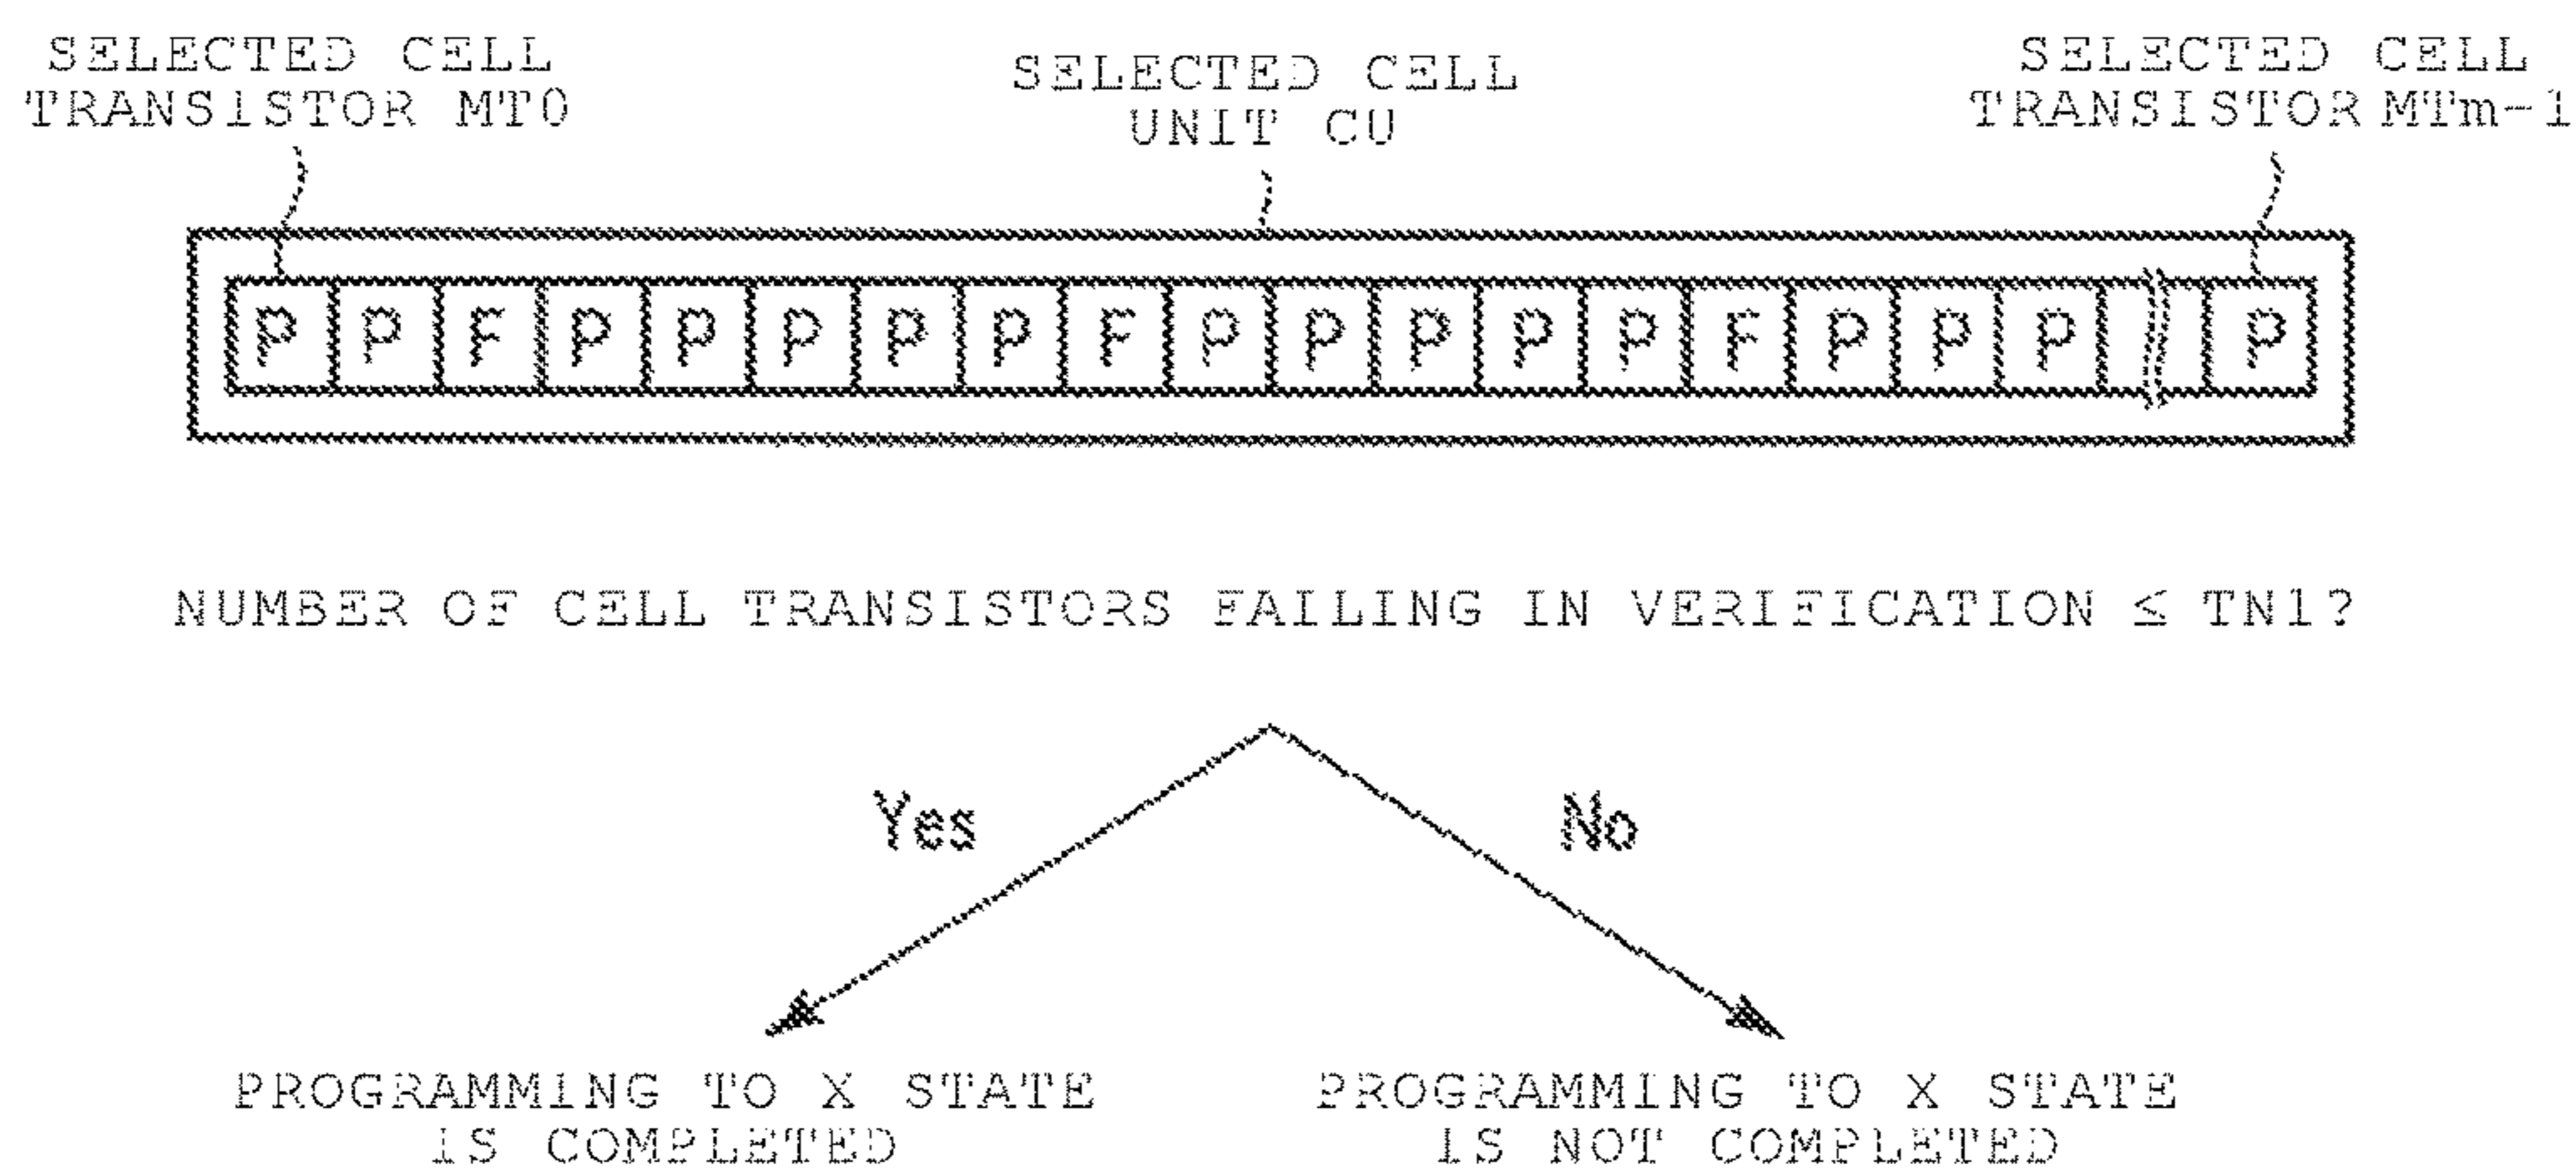 SELECTED CELL
TRANSISTOR MT0
SELECTED CELL
UNIT CU
SELECTED CELL
TRANSISTOR MTm-1
P P F P P P P P F P P P P P F P P P P
NUMBER OF CELL TRANSISTORS FAILING IN VERIFICATION ≤ TN1?
Yes
No
PROGRAMMING TO X STATE
IS COMPLETED
PROGRAMMING TO X STATE
IS NOT COMPLETED